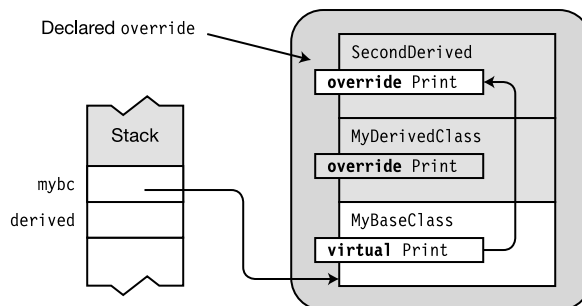 Declared override
SecondDerived
override Print
Stack
MyDerivedClass
override Print
mybc
derived
MyBaseClass
virtual Print